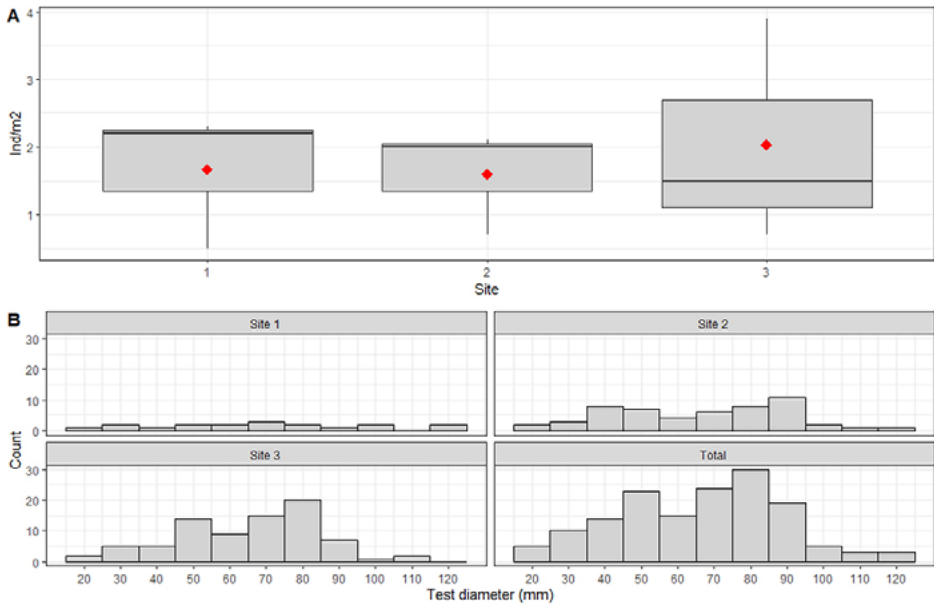 A
4
3
2
1
Ind/m2
1 2 3
Site
B
Site 1 Site 2
30
20
10
0
Count
Site 3 Total
30
20
10
0
20 30 40 50 60 70 80 90 100 110 120 20 30 40 50 60 70 80 90 100 110 120
Test diameter (mm)